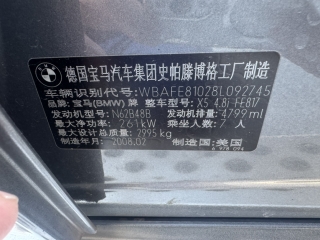 德国宝马汽车集团史帕滕博格工厂制造
车辆识别代号:WBAFE81028L092745
品牌:宝马(BMW)牌 整车型号:X5 4.8i FE817
发动机型号:N62B48B 发动机排量:4799 ml
最大净功率:261kW 乘坐人数:7 人
最大总质量:2995 kg
制造年月:2008.02 制造国:美国
6 978 094